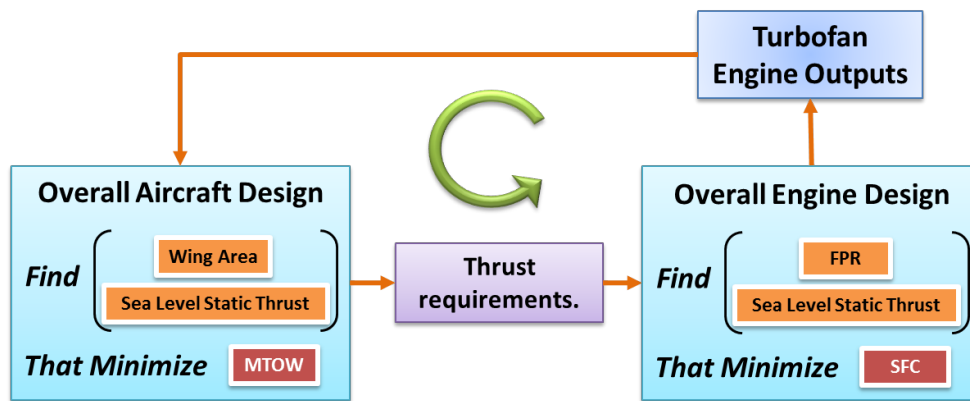 Turbofan
Engine Outputs
Overall Aircraft Design
Find
Wing Area
Sea Level Static Thrust
That Minimize MTOW
Thrust
requirements.
Overall Engine Design
Find
FPR
Sea Level Static Thrust
That Minimize SFC